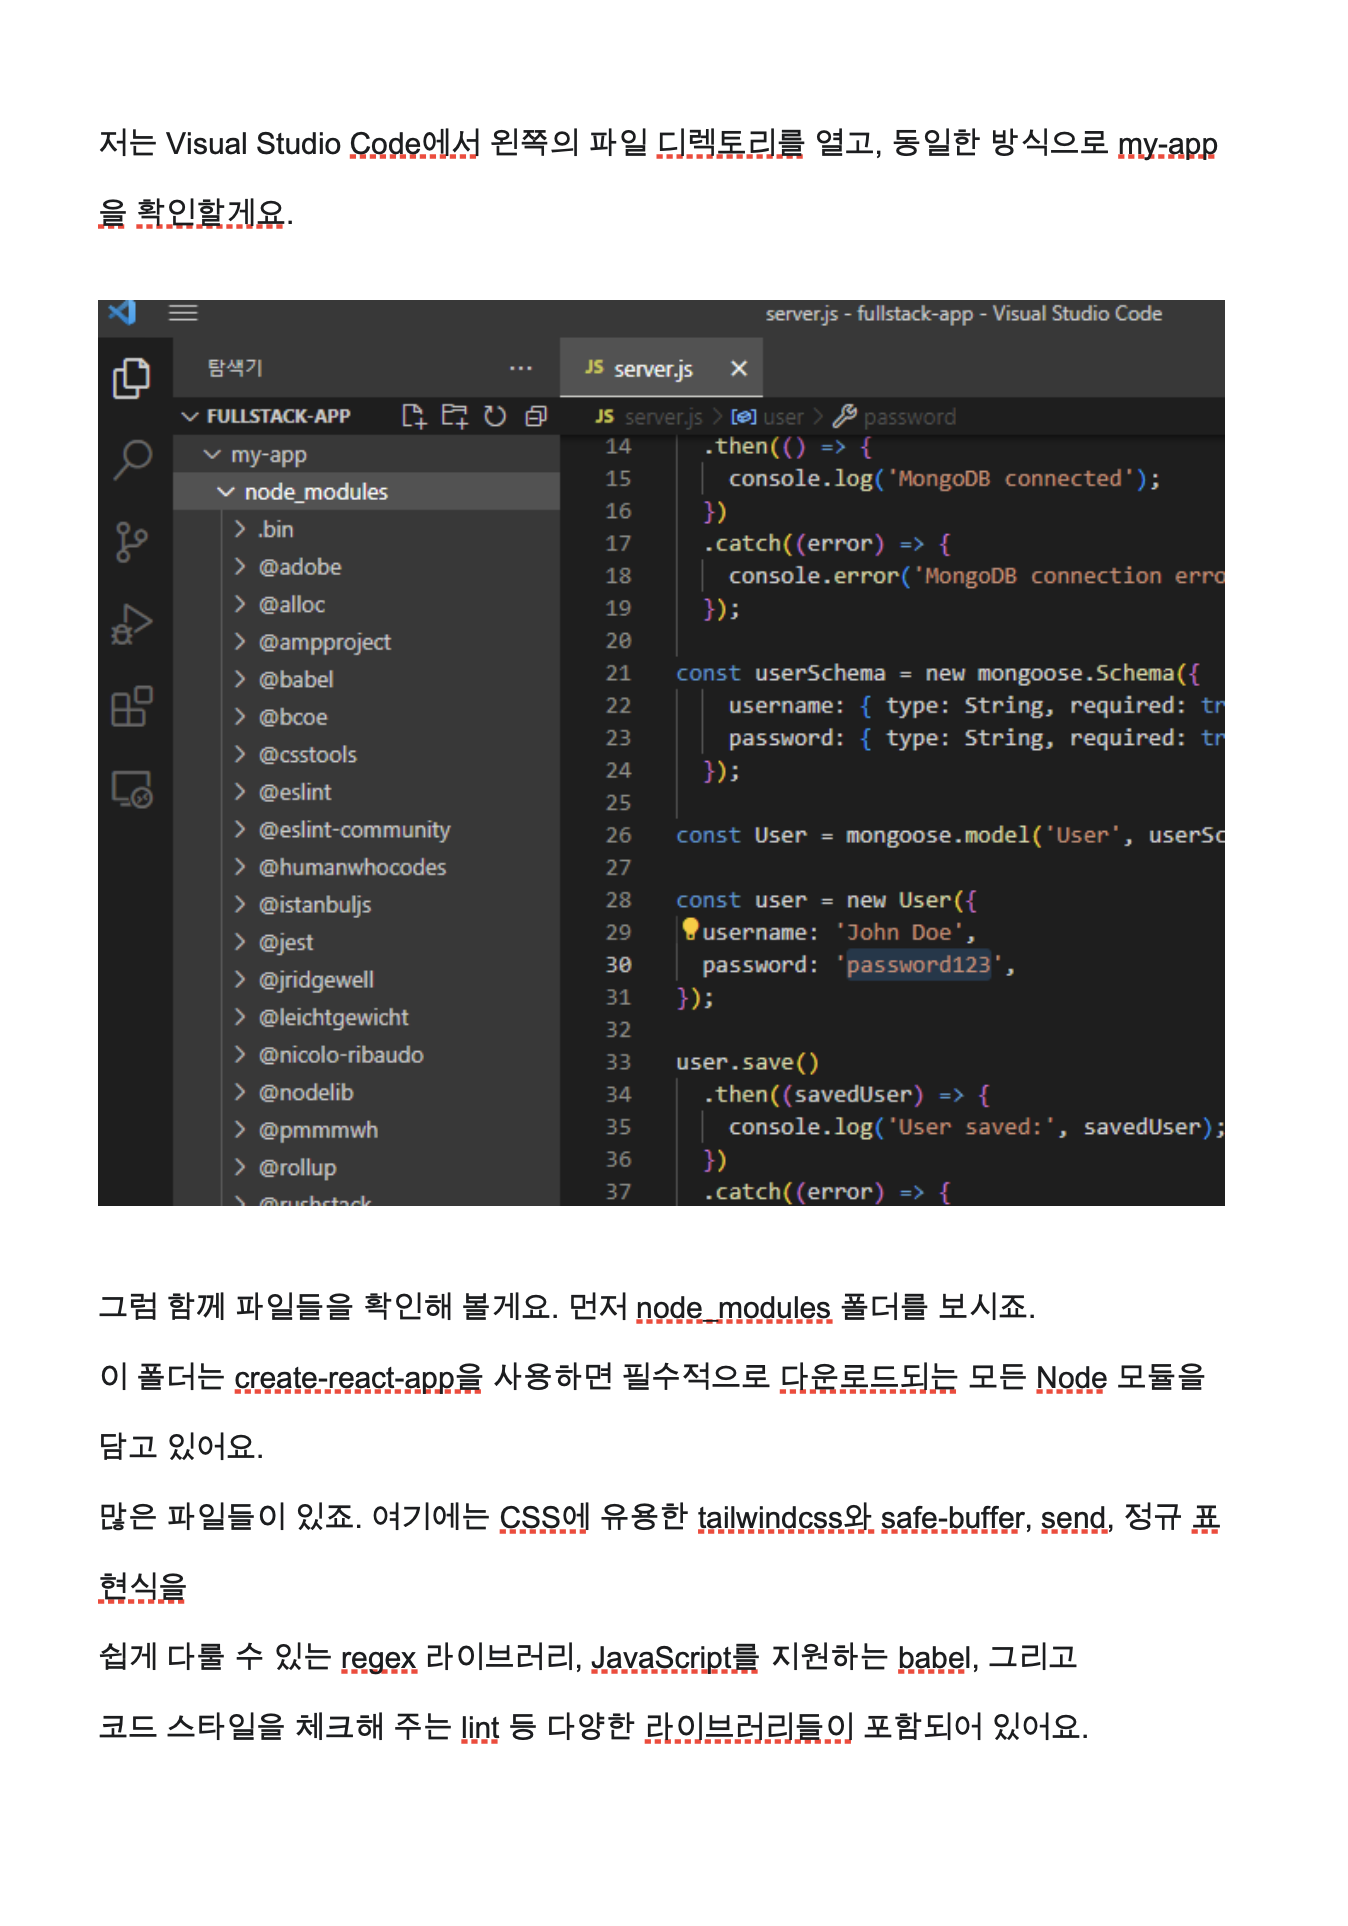 저는 Visual Studio Code에서 왼쪽의 파일 디렉토리를 열고, 동일한 방식으로 my-app
을 확인할게요.
server.js - fullstack-app - Visual Studio Code
탐색기 ···
JS server.js ×
FULLSTACK-APP
JS server.js > user > password
my-app
node_modules
.bin
@adobe
@alloc
@ampproject
@babel
@bcoe
@csstools
@eslint
@eslint-community
@humanwhocodes
@istanbuljs
@jest
@jridgewell
@leichtgewicht
@nicolo-ribaudo
@nodelib
@pmmmwh
@rollup
@rushstack
14 .then(() => {
15 console.log('MongoDB connected');
16 })
17 .catch((error) => {
18 console.error('MongoDB connection erro
19 });
20
21 const userSchema = new mongoose.Schema({
22 username: { type: String, required: tr
23 password: { type: String, required: tr
24 });
25
26 const User = mongoose.model('User', userSc
27
28 const user = new User({
29 username: 'John Doe',
30 password: 'password123',
31 });
32
33 user.save()
34 .then((savedUser) => {
35 console.log('User saved:', savedUser);
36 })
37 .catch((error) => {
그럼 함께 파일들을 확인해 볼게요. 먼저 node_modules 폴더를 보시죠.
이 폴더는 create-react-app을 사용하면 필수적으로 다운로드되는 모든 Node 모듈을
담고 있어요.
많은 파일들이 있죠. 여기에는 CSS에 유용한 tailwindcss와 safe-buffer, send, 정규 표
현식을
쉽게 다룰 수 있는 regex 라이브러리, JavaScript를 지원하는 babel, 그리고
코드 스타일을 체크해 주는 lint 등 다양한 라이브러리들이 포함되어 있어요.